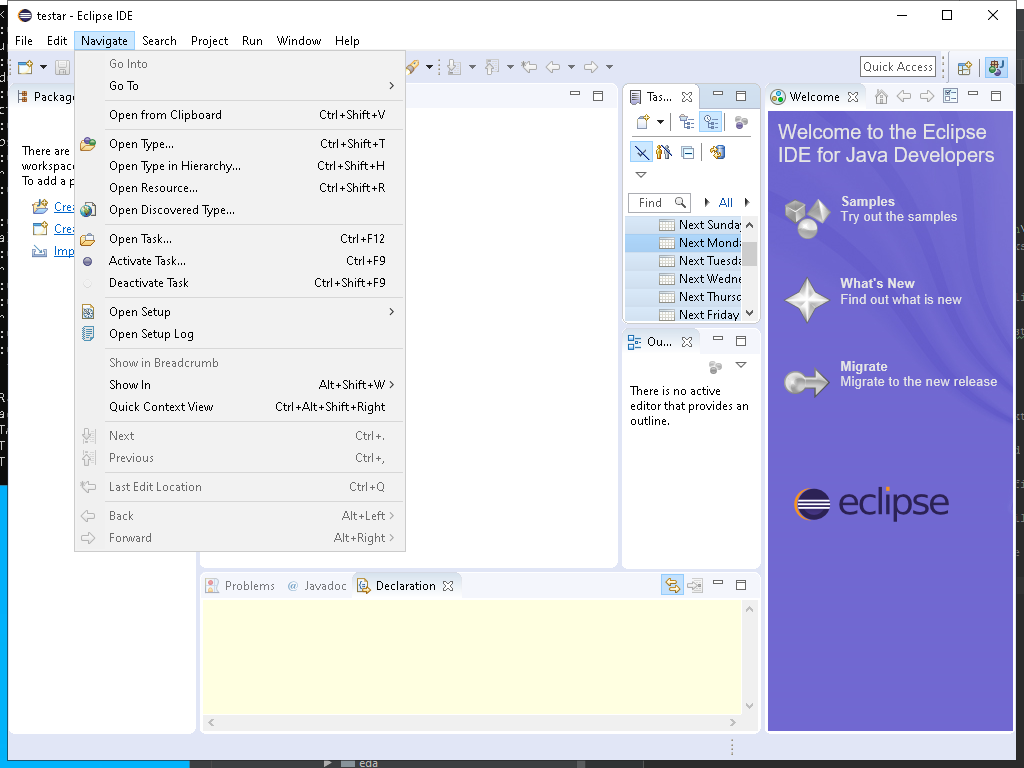 testar - Eclipse IDE
File Edit Navigate Search Project Run Window Help
Quick Access
Go Into
Go To
Open from Clipboard Ctrl+Shift+V
Open Type... Ctrl+Shift+T
Open Type in Hierarchy... Ctrl+Shift+H
Open Resource... Ctrl+Shift+R
Open Discovered Type...
Open Task... Ctrl+F12
Activate Task... Ctrl+F9
Deactivate Task Ctrl+Shift+F9
Open Setup
Open Setup Log
Show in Breadcrumb
Show In Alt+Shift+W
Quick Context View Ctrl+Alt+Shift+Right
Next Ctrl+.
Previous Ctrl+,
Last Edit Location Ctrl+Q
Back Alt+Left
Forward Alt+Right
Packag
There are
workspac
To add a p
Crea
Crea
Imp
Tas...
Find
All
Next Sunday
Next Monda
Next Tuesda
Next Wedne
Next Thursd
Next Friday
Ou...
There is no active
editor that provides an
outline.
Welcome
Welcome to the Eclipse
IDE for Java Developers
Samples
Try out the samples
What's New
Find out what is new
Migrate
Migrate to the new release
eclipse
Problems @ Javadoc Declaration
eda